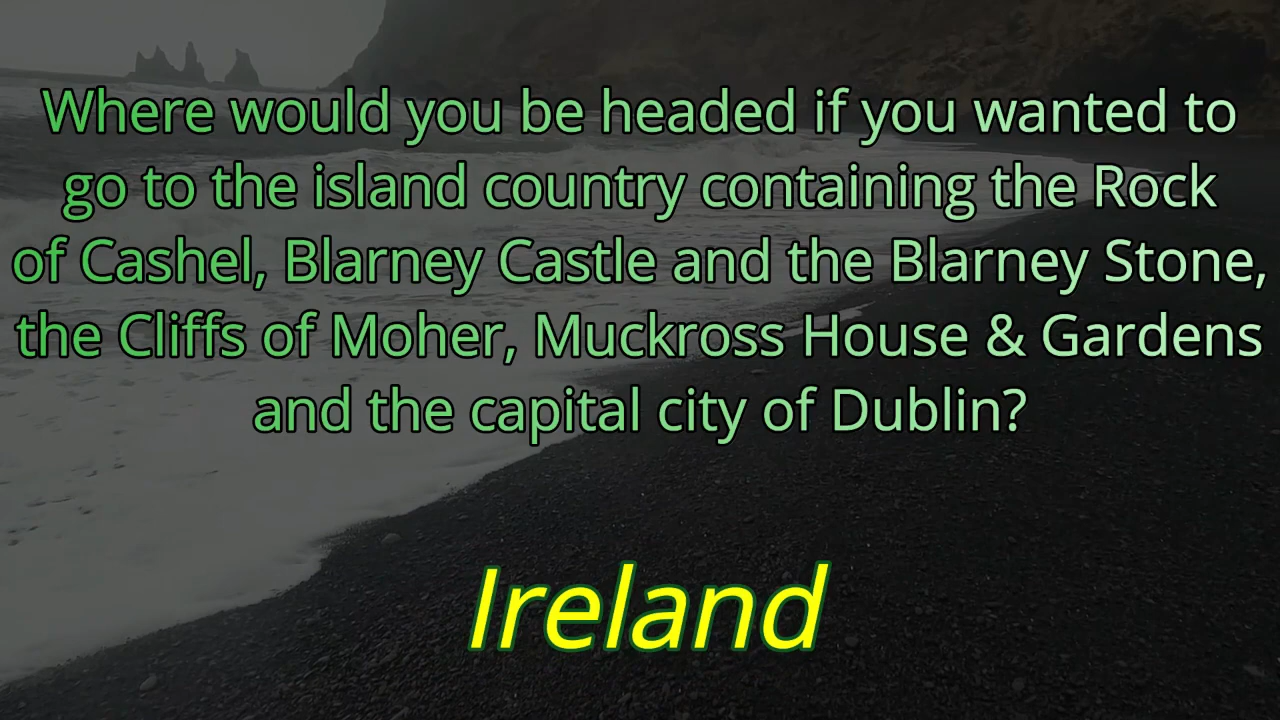 Where would you be headed if you wanted to
go to the island country containing the Rock
of Cashel, Blarney Castle and the Blarney Stone,
the Cliffs of Moher, Muckross House & Gardens
and the capital city of Dublin?
Ireland